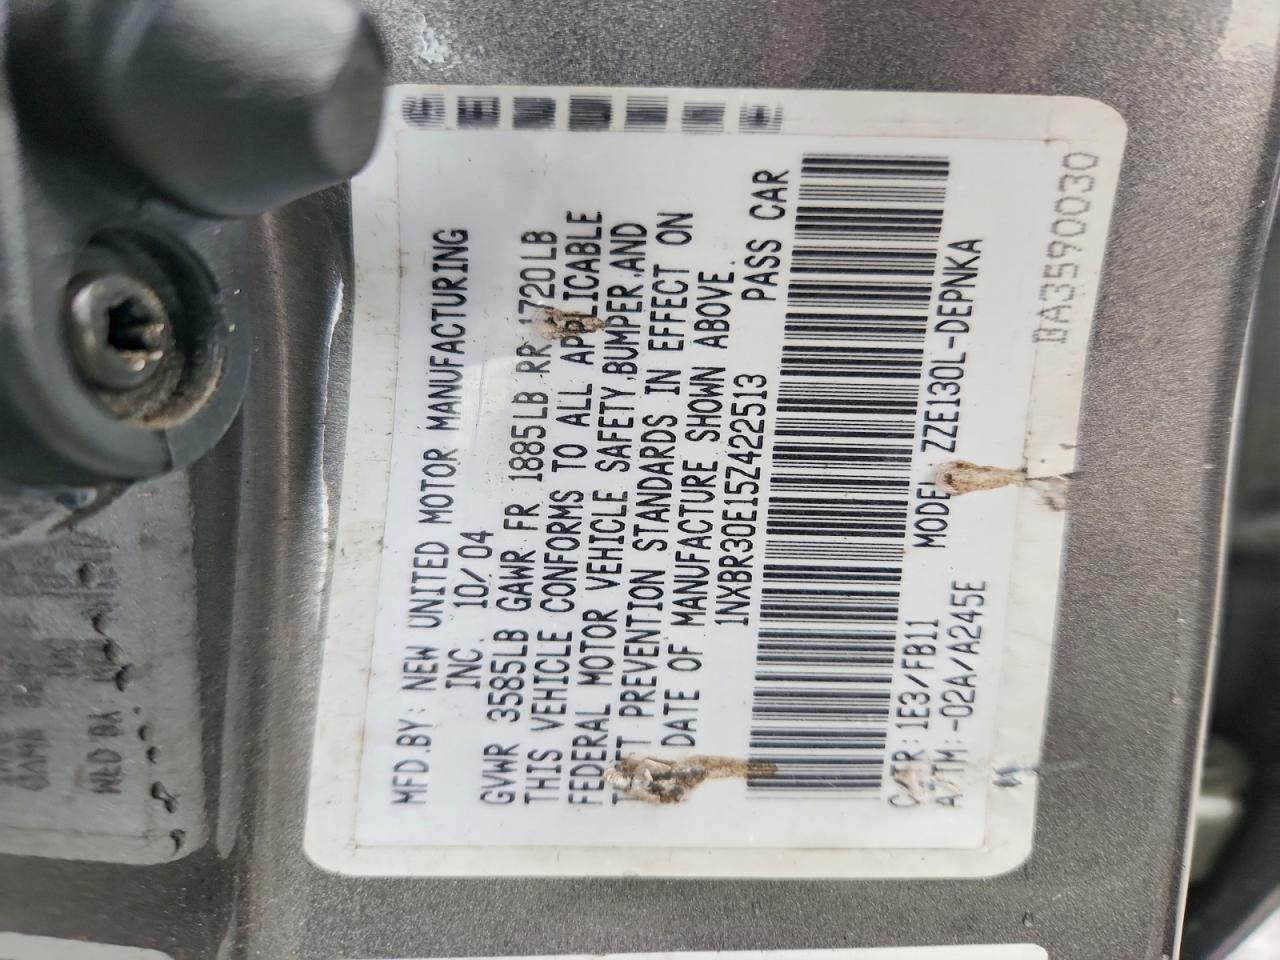 MFD.BY: NEW UNITED MOTOR MANUFACTURING
INC. 10/04
GVWR 3585LB GAWR FR 1885LB RR 1720LB
THIS VEHICLE CONFORMS TO ALL APPLICABLE
FEDERAL MOTOR VEHICLE SAFETY,BUMPER,AND
PREVENTION STANDARDS IN EFFECT ON
DATE OF MANUFACTURE SHOWN ABOVE.
1NXBR30E15Z422513 PASS CAR
C/TR: 1E3/FB11 MODEL ZZE130L-DEPNKA
A/TM: -02A/A245E
BA3590030